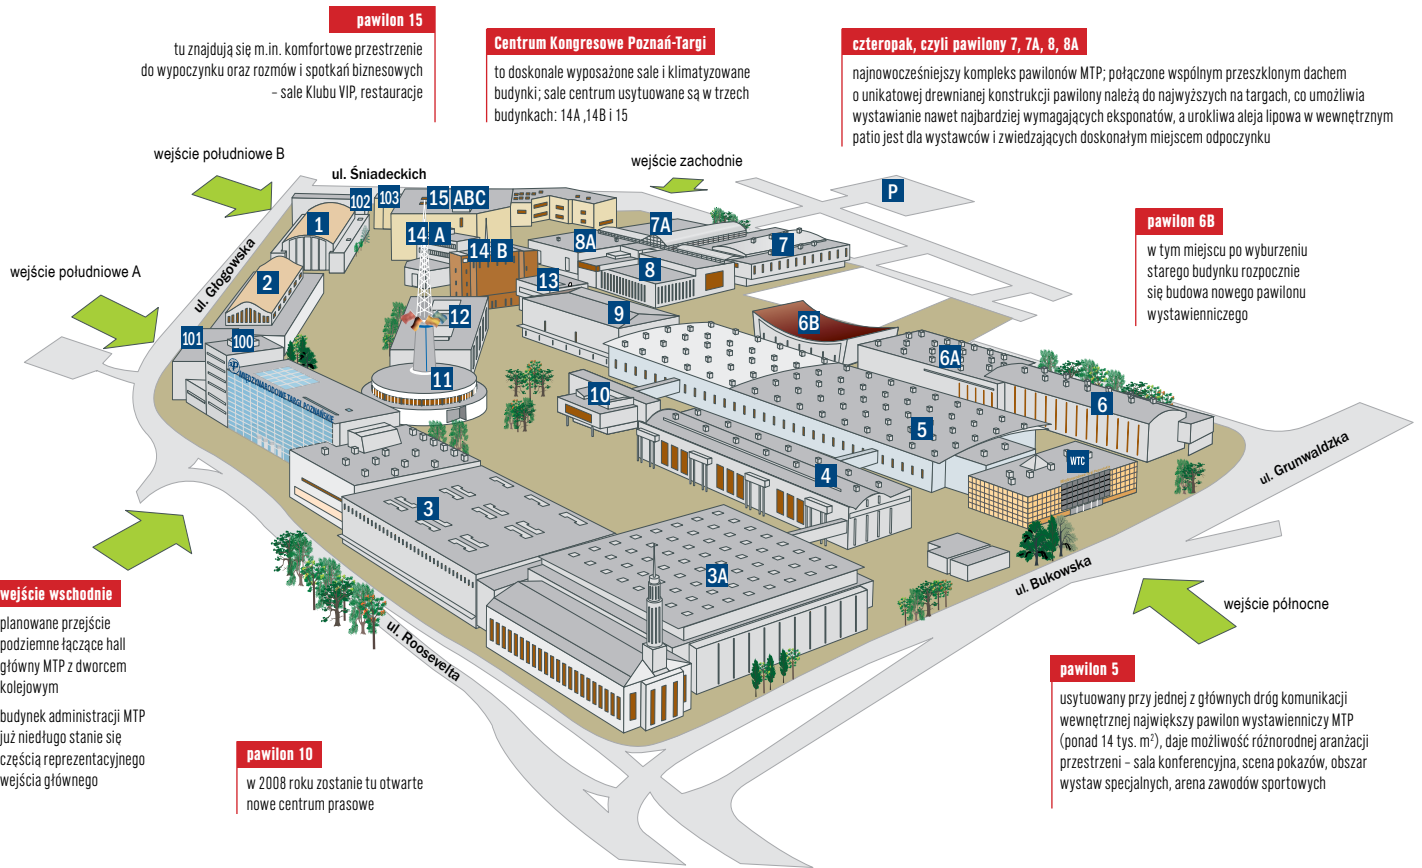 pawilon 15
tu znajdują się m.in. komfortowe przestrzenie
do wypoczynku oraz rozmów i spotkań biznesowych
– sale Klubu VIP, restauracje
Centrum Kongresowe Poznań-Targi
to doskonale wyposażone sale i klimatyzowane
budynki; sale centrum usytuowane są w trzech
budynkach: 14A ,14B i 15
czteropak, czyli pawilony 7, 7A, 8, 8A
najnowocześniejszy kompleks pawilonów MTP; połączone wspólnym przeszklonym dachem
o unikatowej drewnianej konstrukcji pawilony należą do najwyższych na targach, co umożliwia
wystawianie nawet najbardziej wymagających eksponatów, a urokliwa aleja lipowa w wewnętrznym
patio jest dla wystawców i zwiedzających doskonałym miejscem odpoczynku
wejście południowe B
ul. Śniadeckich
wejście zachodnie
P
102
103
15 ABC
1
14 A
14 B
7A
8A
7
8
pawilon 6B
w tym miejscu po wyburzeniu
starego budynku rozpocznie
się budowa nowego pawilonu
wystawienniczego
wejście południowe A
ul. Głogowska
2
13
12
9
6B
101
100
6A
MIĘDZYNARODOWE TARGI POZNAŃSKIE
11
10
6
5
ul. Grunwaldzka
WTC
4
3
3A
ul. Bukowska
wejście północne
ul. Roosevelta
wejście wschodnie
planowane przejście
podziemne łączące hall
główny MTP z dworcem
kolejowym
budynek administracji MTP
już niedługo stanie się
częścią reprezentacyjnego
wejścia głównego
pawilon 10
w 2008 roku zostanie tu otwarte
nowe centrum prasowe
pawilon 5
usytuowany przy jednej z głównych dróg komunikacji
wewnętrznej największy pawilon wystawienniczy MTP
(ponad 14 tys. m²), daje możliwość różnorodnej aranżacji
przestrzeni – sala konferencyjna, scena pokazów, obszar
wystaw specjalnych, arena zawodów sportowych